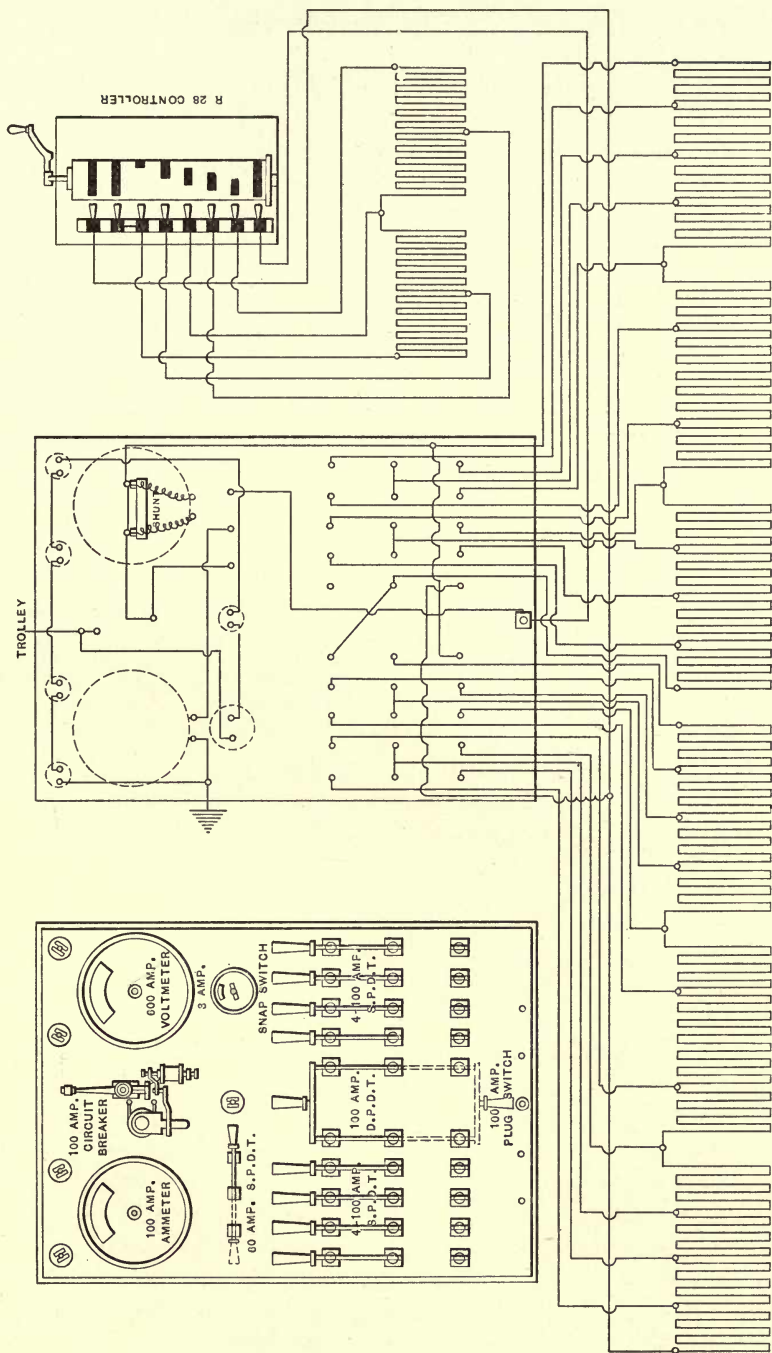 R 28 CONTROLLER
TROLLEY
100 AMP.
CIRCUIT
BREAKER
600 AMP.
VOLTMETER
3 AMP.
SNAP SWITCH
100 AMP.
AMMETER
60 AMP. S.P.D.T.
4-100 AMP.
S.P.D.T.
100 AMP.
D.P.D.T.
4-100 AMP.
S.P.D.T.
100 AMP.
PLUG SWITCH